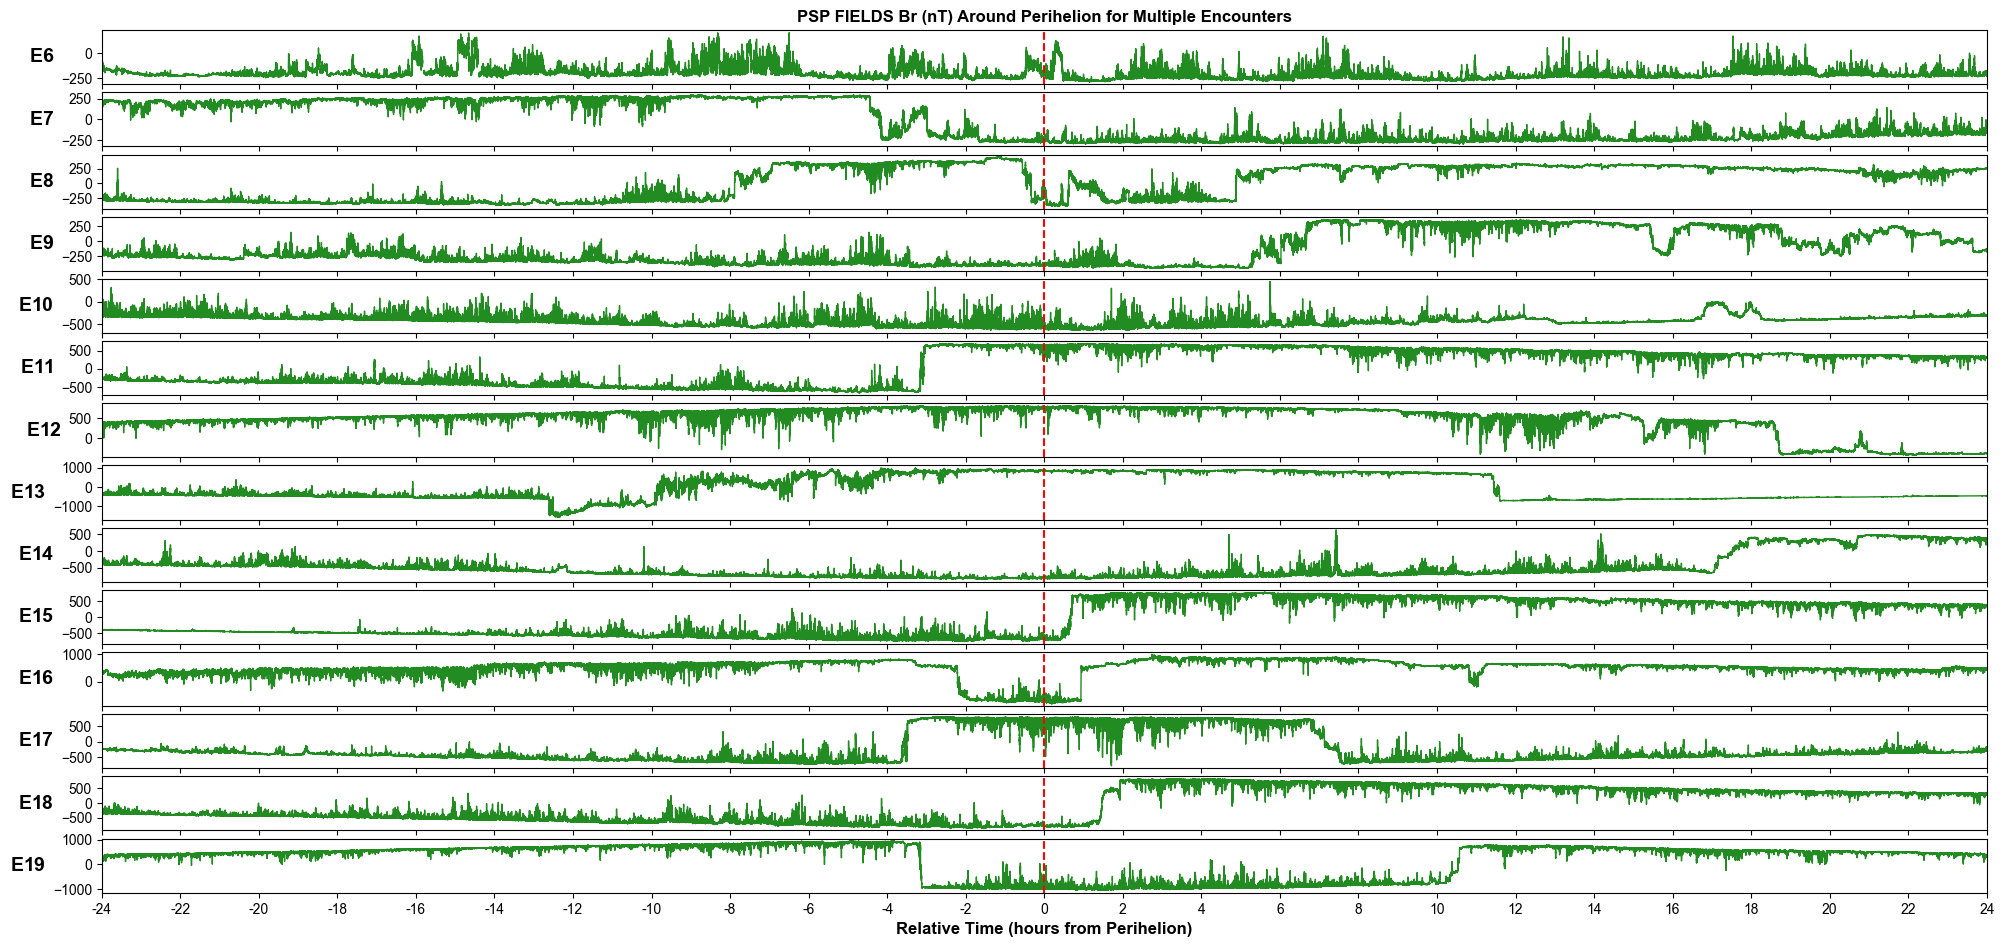 PSP FIELDS Br (nT) Around Perihelion for Multiple Encounters
E6
0
−250
E7
250
0
−250
E8
250
0
−250
E9
250
0
−250
E10
500
0
−500
E11
500
0
−500
E12
500
0
E13
1000
0
−1000
E14
500
0
−500
E15
500
0
−500
E16
1000
0
E17
500
0
−500
E18
500
0
−500
E19
1000
0
−1000
-24 -22 -20 -18 -16 -14 -12 -10 -8 -6 -4 -2 0 2 4 6 8 10 12 14 16 18 20 22 24
Relative Time (hours from Perihelion)